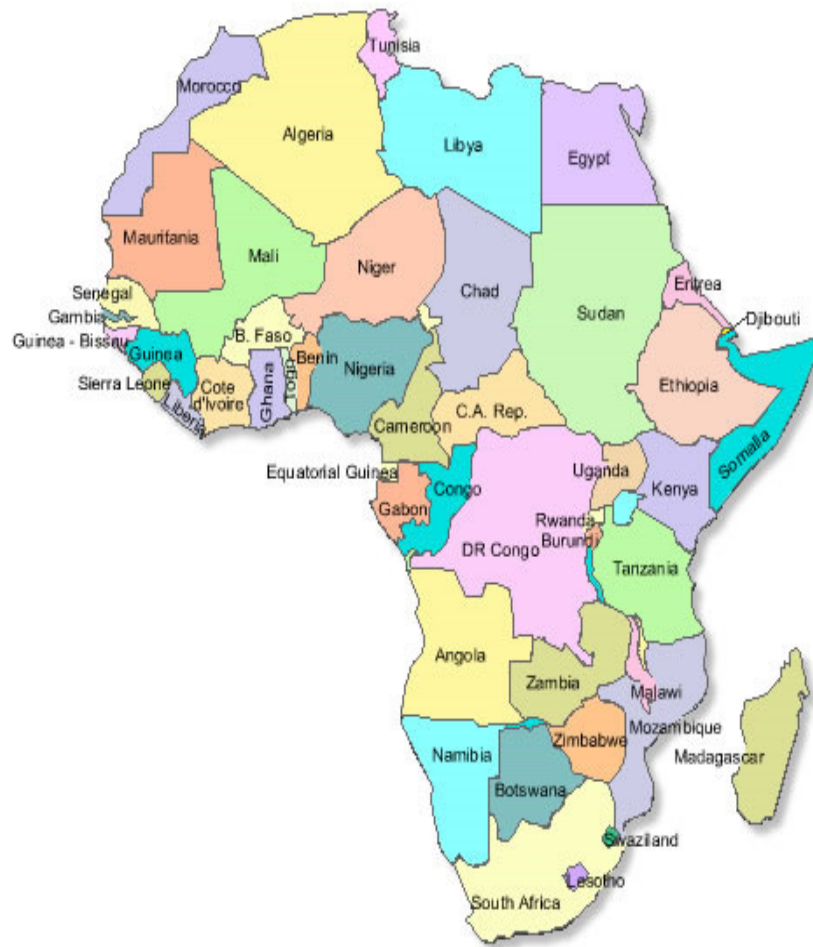 Tunisia
Morocco
Algeria
Libya
Egypt
Mauritania
Mali
Niger
Chad
Sudan
Eritrea
Senegal
Gambia
Djibouti
Guinea - Bissau
Guinea
B. Faso
Benin
Togo
Nigeria
Ethiopia
Sierra Leone
Cote
d'Ivoire
Ghana
Liberia
Cameroon
C.A. Rep.
Somalia
Equatorial Guinea
Congo
Uganda
Kenya
Gabon
Rwanda
Burundi
DR Congo
Tanzania
Angola
Zambia
Malawi
Mozambique
Zimbabwe
Namibia
Madagascar
Botswana
Swaziland
Lesotho
South Africa